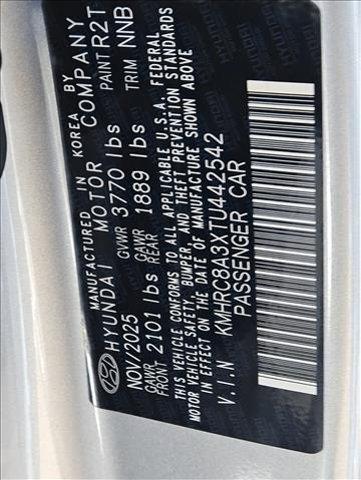 MANUFACTURED IN KOREA BY
HYUNDAI MOTOR COMPANY
NOV/2025 GVWR 3770 lbs PAINT R2T
GAWR FRONT 2101 lbs GAWR REAR 1889 lbs TRIM NNB
THIS VEHICLE CONFORMS TO ALL APPLICABLE U.S.A. FEDERAL
MOTOR VEHICLE SAFETY, BUMPER, AND THEFT PREVENTION STANDARDS
IN EFFECT ON THE DATE OF MANUFACTURE SHOWN ABOVE
V.I.N KMHRC8A3XTU442542
PASSENGER CAR